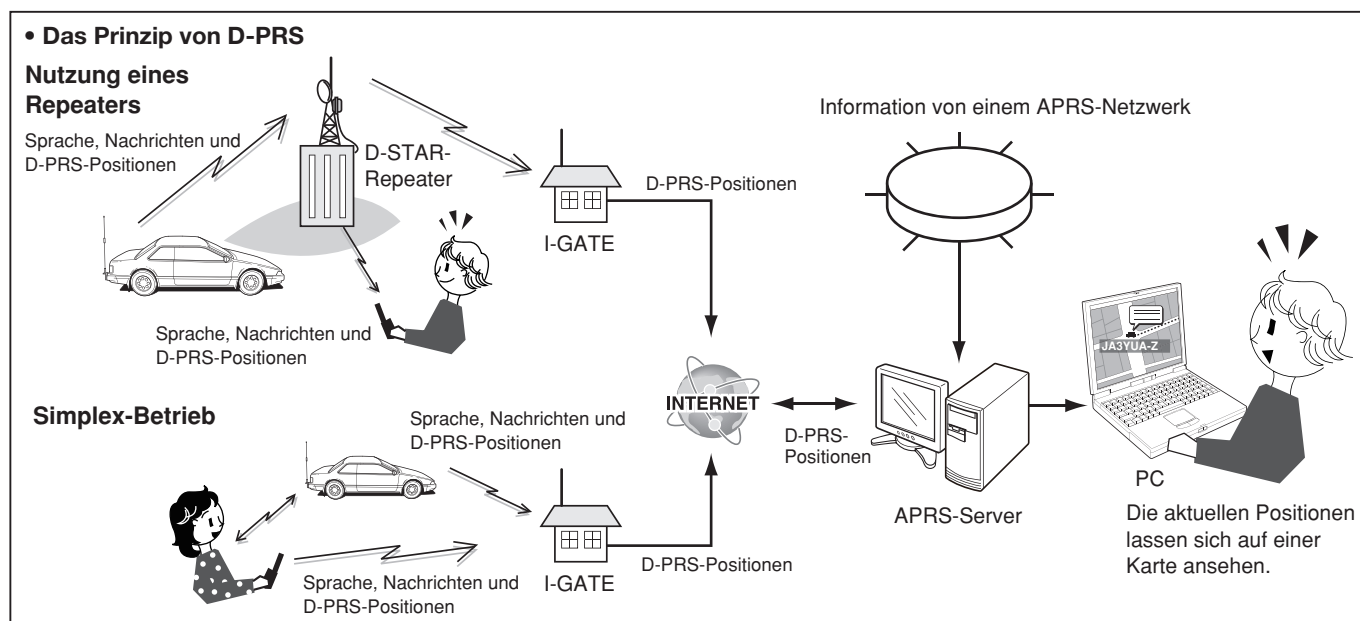 • Das Prinzip von D-PRS
Nutzung eines
Repeaters
Sprache, Nachrichten und
D-PRS-Positionen
D-STAR-
Repeater
Sprache, Nachrichten und
D-PRS-Positionen
I-GATE
D-PRS-Positionen
Information von einem APRS-Netzwerk
Simplex-Betrieb
Sprache, Nachrichten und
D-PRS-Positionen
Sprache, Nachrichten und
D-PRS-Positionen
I-GATE
D-PRS-Positionen
INTERNET
D-PRS-
Positionen
APRS-Server
JA3YUA-Z
PC
Die aktuellen Positionen
lassen sich auf einer
Karte ansehen.